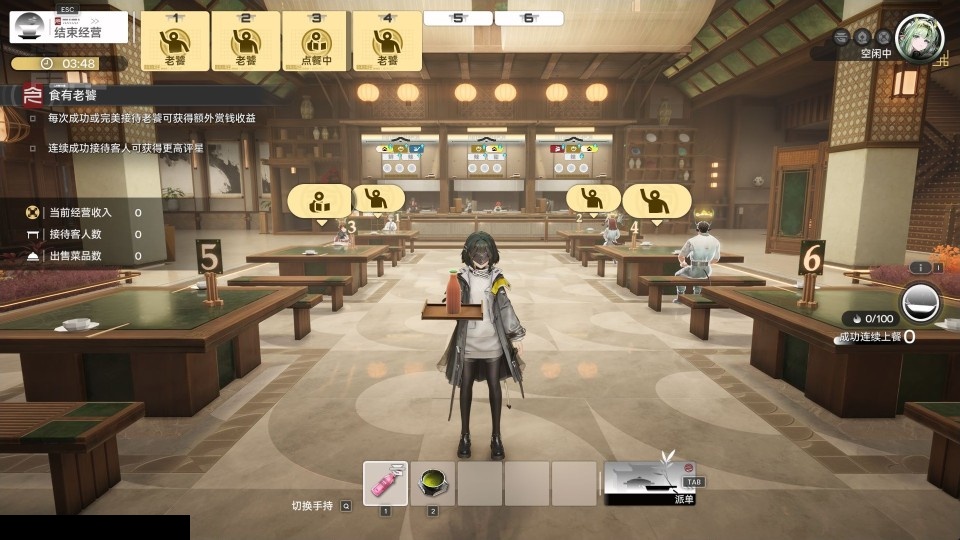 ESC
结束经营
03:48
1
老饕
2
老饕
3
点餐中
4
老饕
5
6
空闲中
食有老饕
每次成功或完美接待老饕可获得额外赏钱收益
连续成功接待客人可获得更高评星
当前经营收入 0
接待客人数 0
出售菜品数 0
1
2
3
4
5
6
0/100
成功连续上餐 0
切换手持 Q
1
2
TAB
派单